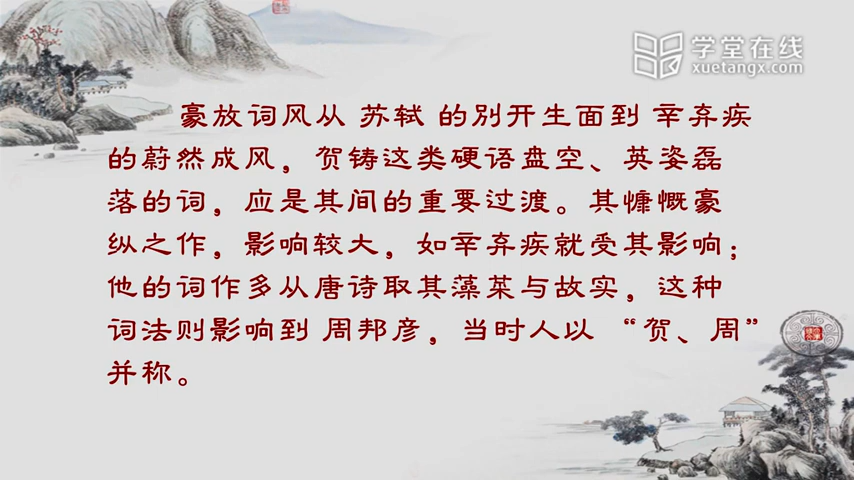 学堂在线
xuetangx.com
豪放词风从 苏轼 的别开生面到 辛弃疾
的蔚然成风，贺铸这类硬语盘空、英姿磊
落的词，应是其间的重要过渡。其慷慨豪
纵之作，影响较大，如辛弃疾就受其影响；
他的词作多从唐诗取其藻菜与故实，这种
词法则影响到 周邦彦，当时人以 “贺、周”
并称。